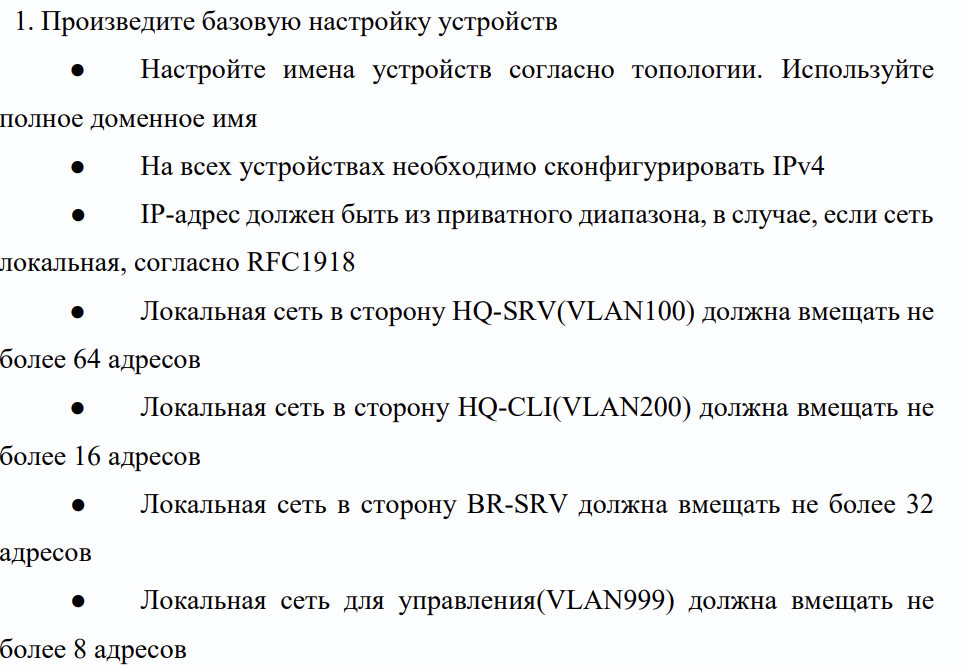 1. Произведите базовую настройку устройств
● Настройте имена устройств согласно топологии. Используйте
полное доменное имя
● На всех устройствах необходимо сконфигурировать IPv4
● IP-адрес должен быть из приватного диапазона, в случае, если сеть
локальная, согласно RFC1918
● Локальная сеть в сторону HQ-SRV(VLAN100) должна вмещать не
более 64 адресов
● Локальная сеть в сторону HQ-CLI(VLAN200) должна вмещать не
более 16 адресов
● Локальная сеть в сторону BR-SRV должна вмещать не более 32
адресов
● Локальная сеть для управления(VLAN999) должна вмещать не
более 8 адресов